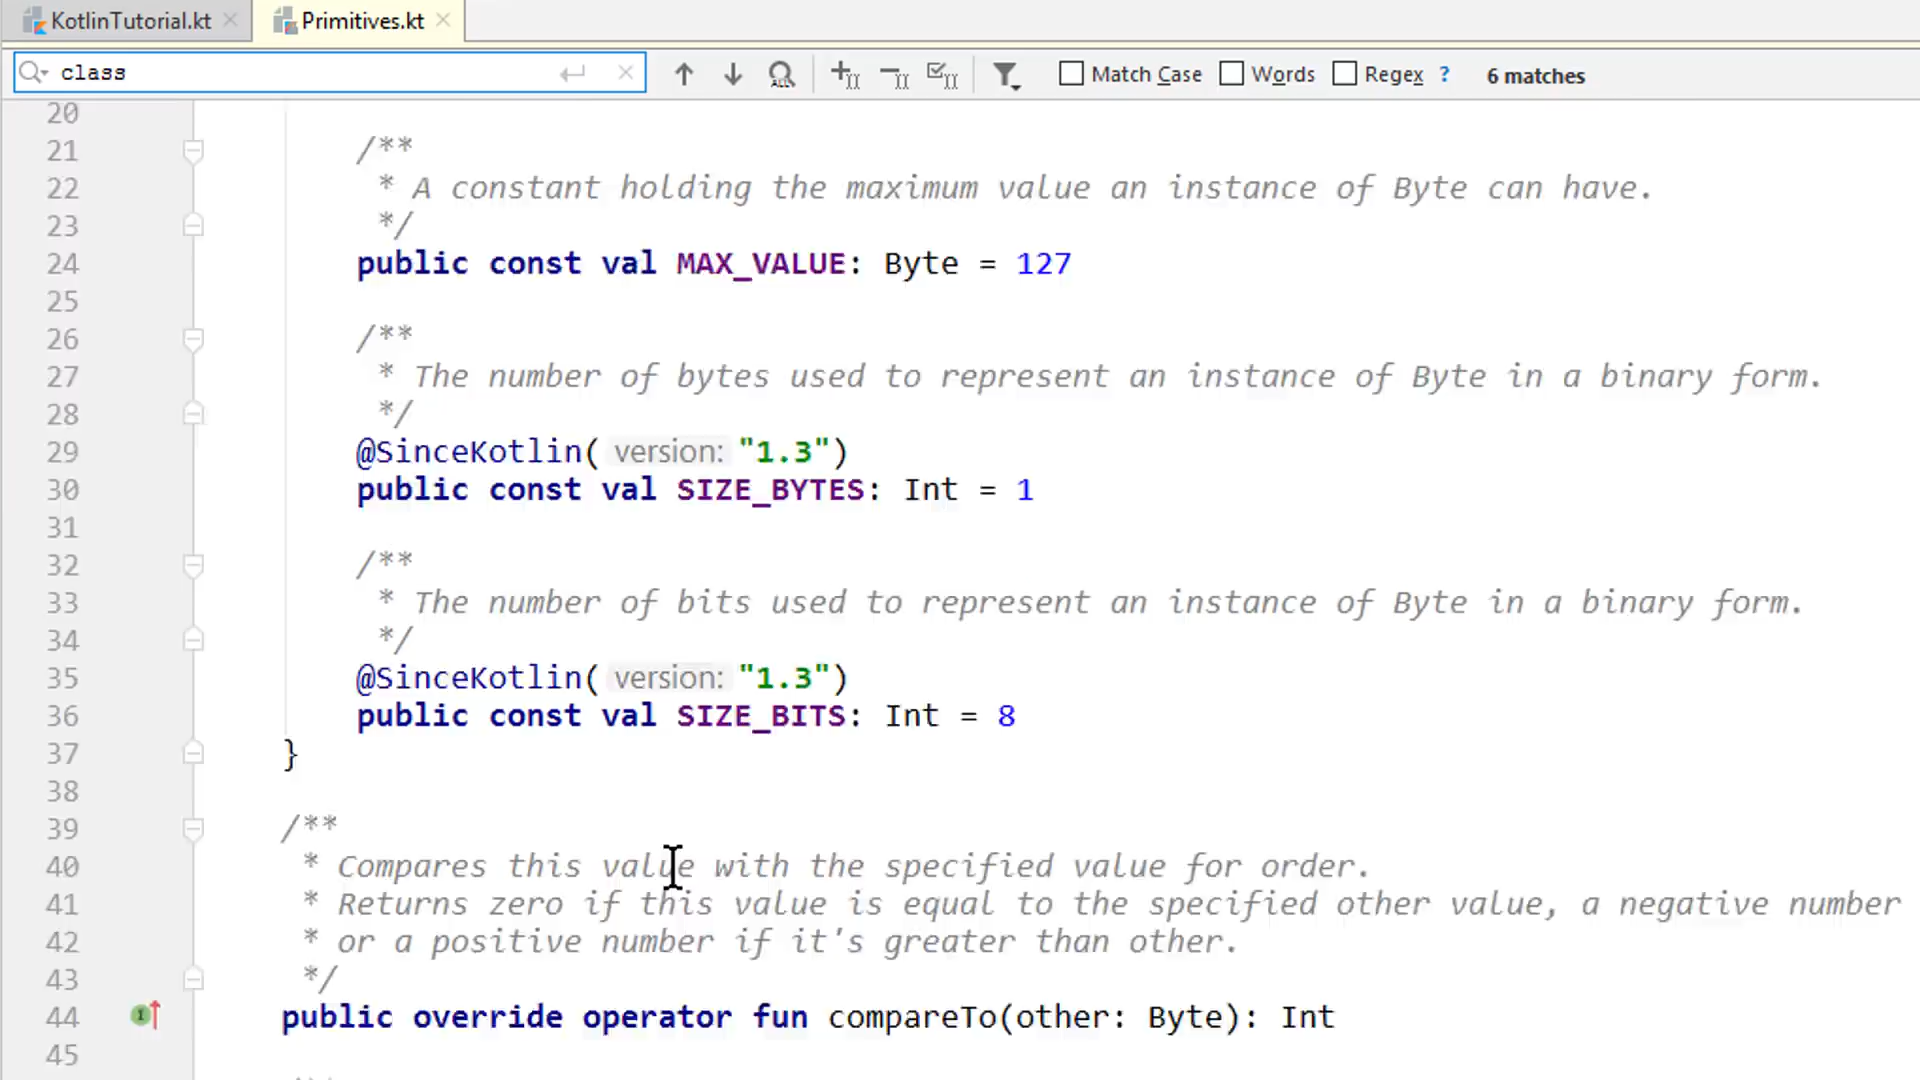 KotlinTutorial.kt Primitives.kt
class Match Case Words Regex ? 6 matches
20
21 /**
22 * A constant holding the maximum value an instance of Byte can have.
23 */
24 public const val MAX_VALUE: Byte = 127
25
26 /**
27 * The number of bytes used to represent an instance of Byte in a binary form.
28 */
29 @SinceKotlin( version: "1.3")
30 public const val SIZE_BYTES: Int = 1
31
32 /**
33 * The number of bits used to represent an instance of Byte in a binary form.
34 */
35 @SinceKotlin( version: "1.3")
36 public const val SIZE_BITS: Int = 8
37 }
38
39 /**
40 * Compares this value with the specified value for order.
41 * Returns zero if this value is equal to the specified other value, a negative number
42 * or a positive number if it's greater than other.
43 */
44 public override operator fun compareTo(other: Byte): Int
45